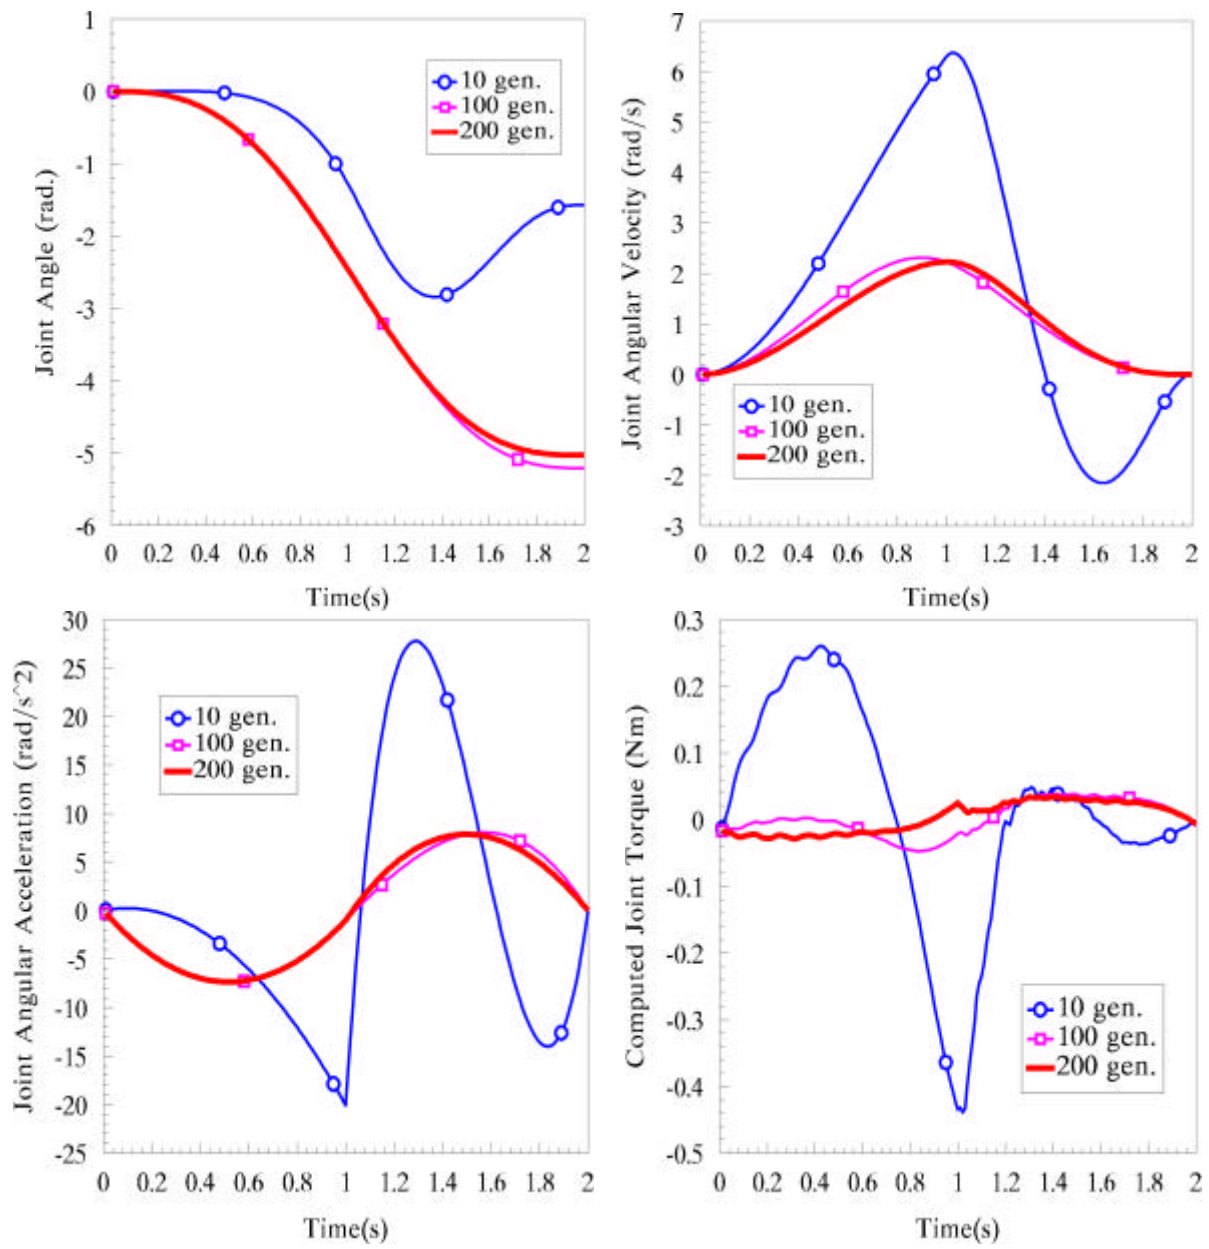 Joint Angle (rad.)
1
0
-1
-2
-3
-4
-5
-6
10 gen.
100 gen.
200 gen.
0 0.2 0.4 0.6 0.8 1 1.2 1.4 1.6 1.8 2
Time(s)
Joint Angular Velocity (rad/s)
7
6
5
4
3
2
1
0
-1
-2
-3
10 gen.
100 gen.
200 gen.
0 0.2 0.4 0.6 0.8 1 1.2 1.4 1.6 1.8 2
Time(s)
Joint Angular Acceleration (rad/s^2)
30
25
20
15
10
5
0
-5
-10
-15
-20
-25
10 gen.
100 gen.
200 gen.
0 0.2 0.4 0.6 0.8 1 1.2 1.4 1.6 1.8 2
Time(s)
Computed Joint Torque (Nm)
0.3
0.2
0.1
0
-0.1
-0.2
-0.3
-0.4
-0.5
10 gen.
100 gen.
200 gen.
0 0.2 0.4 0.6 0.8 1 1.2 1.4 1.6 1.8 2
Time(s)